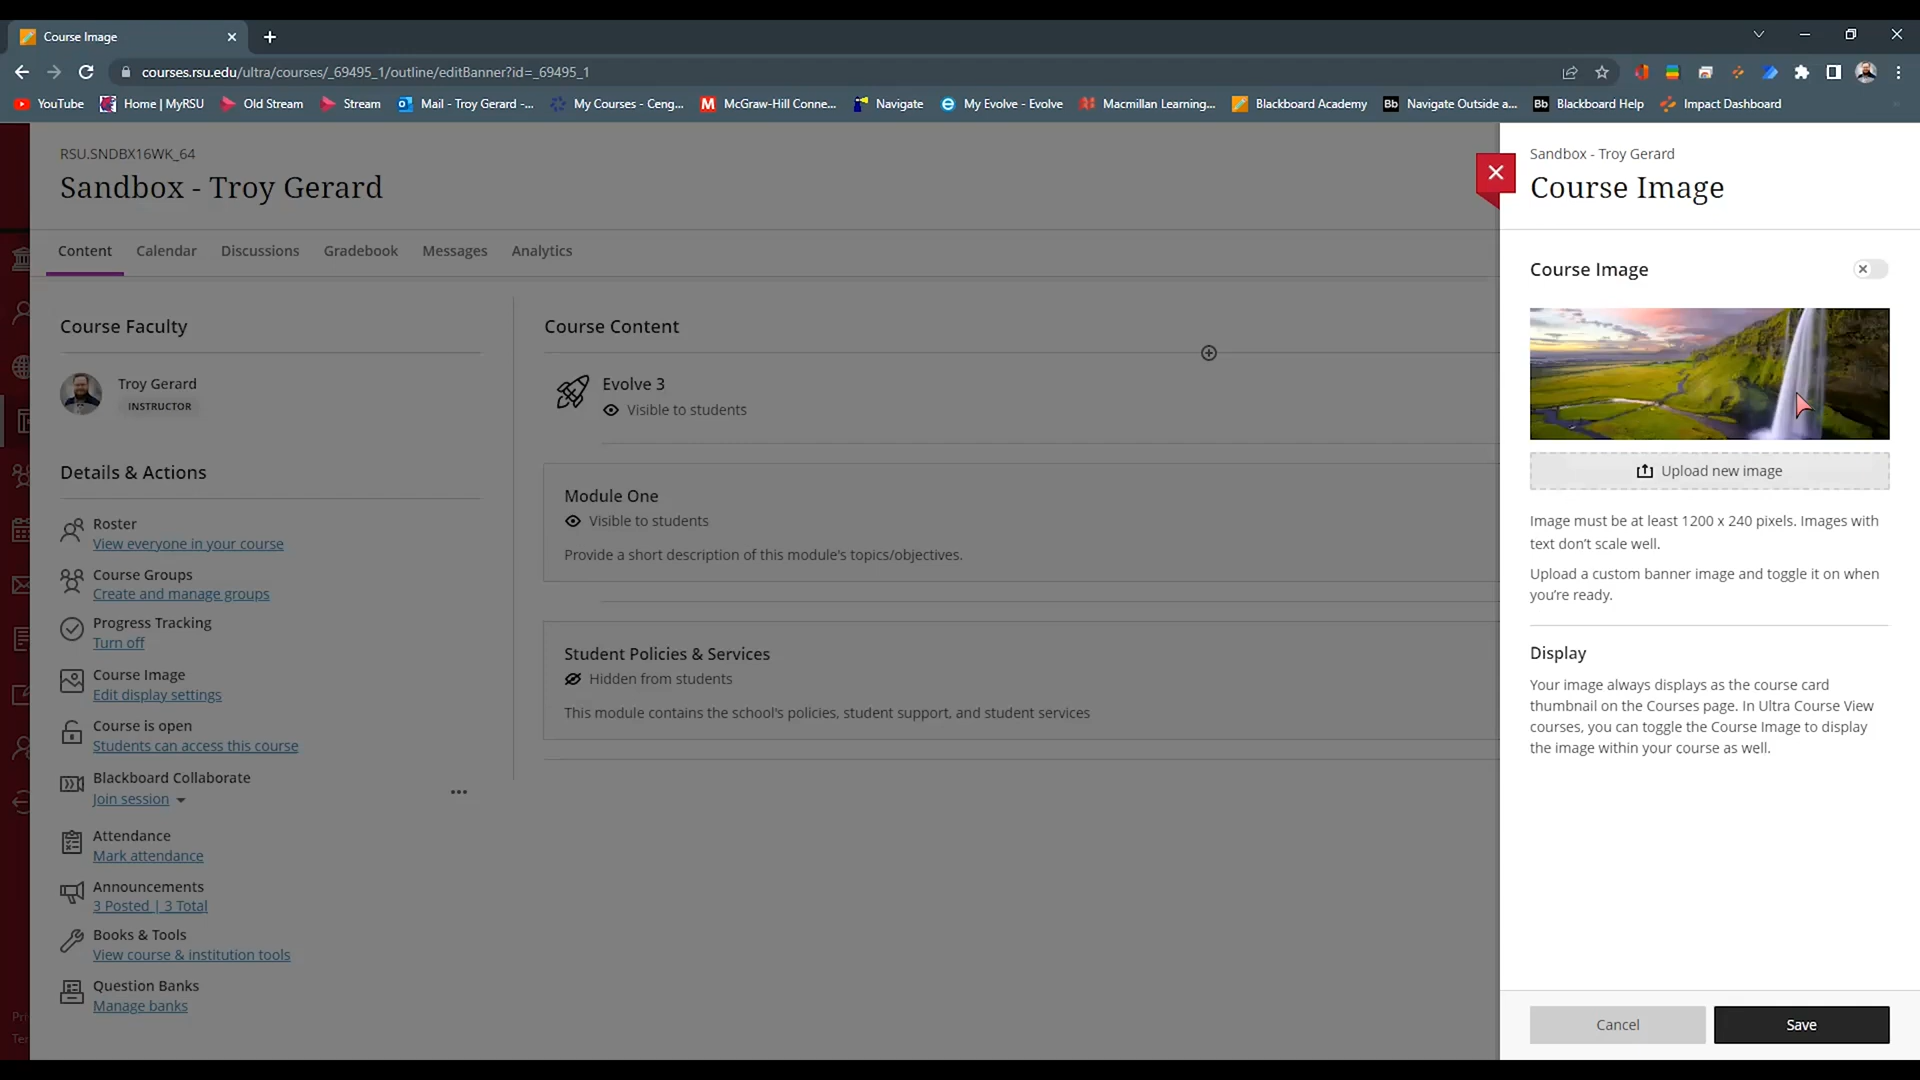 Course Image
courses.rsu.edu/ultra/courses/_69495_1/outline/editBanner?id=_69495_1
YouTube
Home | MyRSU
Old Stream
Stream
Mail - Troy Gerard -...
My Courses - Ceng...
McGraw-Hill Conne...
Navigate
My Evolve - Evolve
Macmillan Learning...
Blackboard Academy
Bb Navigate Outside a...
Bb Blackboard Help
Impact Dashboard
RSU.SNDBX16WK_64
Sandbox - Troy Gerard
Content
Calendar
Discussions
Gradebook
Messages
Analytics
Course Faculty
Troy Gerard
INSTRUCTOR
Details & Actions
Roster
View everyone in your course
Course Groups
Create and manage groups
Progress Tracking
Turn off
Course Image
Edit display settings
Course is open
Students can access this course
Blackboard Collaborate
Join session
Attendance
Mark attendance
Announcements
3 Posted | 3 Total
Books & Tools
View course & institution tools
Question Banks
Manage banks
Course Content
Evolve 3
Visible to students
Module One
Visible to students
Provide a short description of this module's topics/objectives.
Student Policies & Services
Hidden from students
This module contains the school's policies, student support, and student services
Sandbox - Troy Gerard
Course Image
Course Image
Upload new image
Image must be at least 1200 x 240 pixels. Images with
text don’t scale well.
Upload a custom banner image and toggle it on when
you’re ready.
Display
Your image always displays as the course card
thumbnail on the Courses page. In Ultra Course View
courses, you can toggle the Course Image to display
the image within your course as well.
Cancel
Save